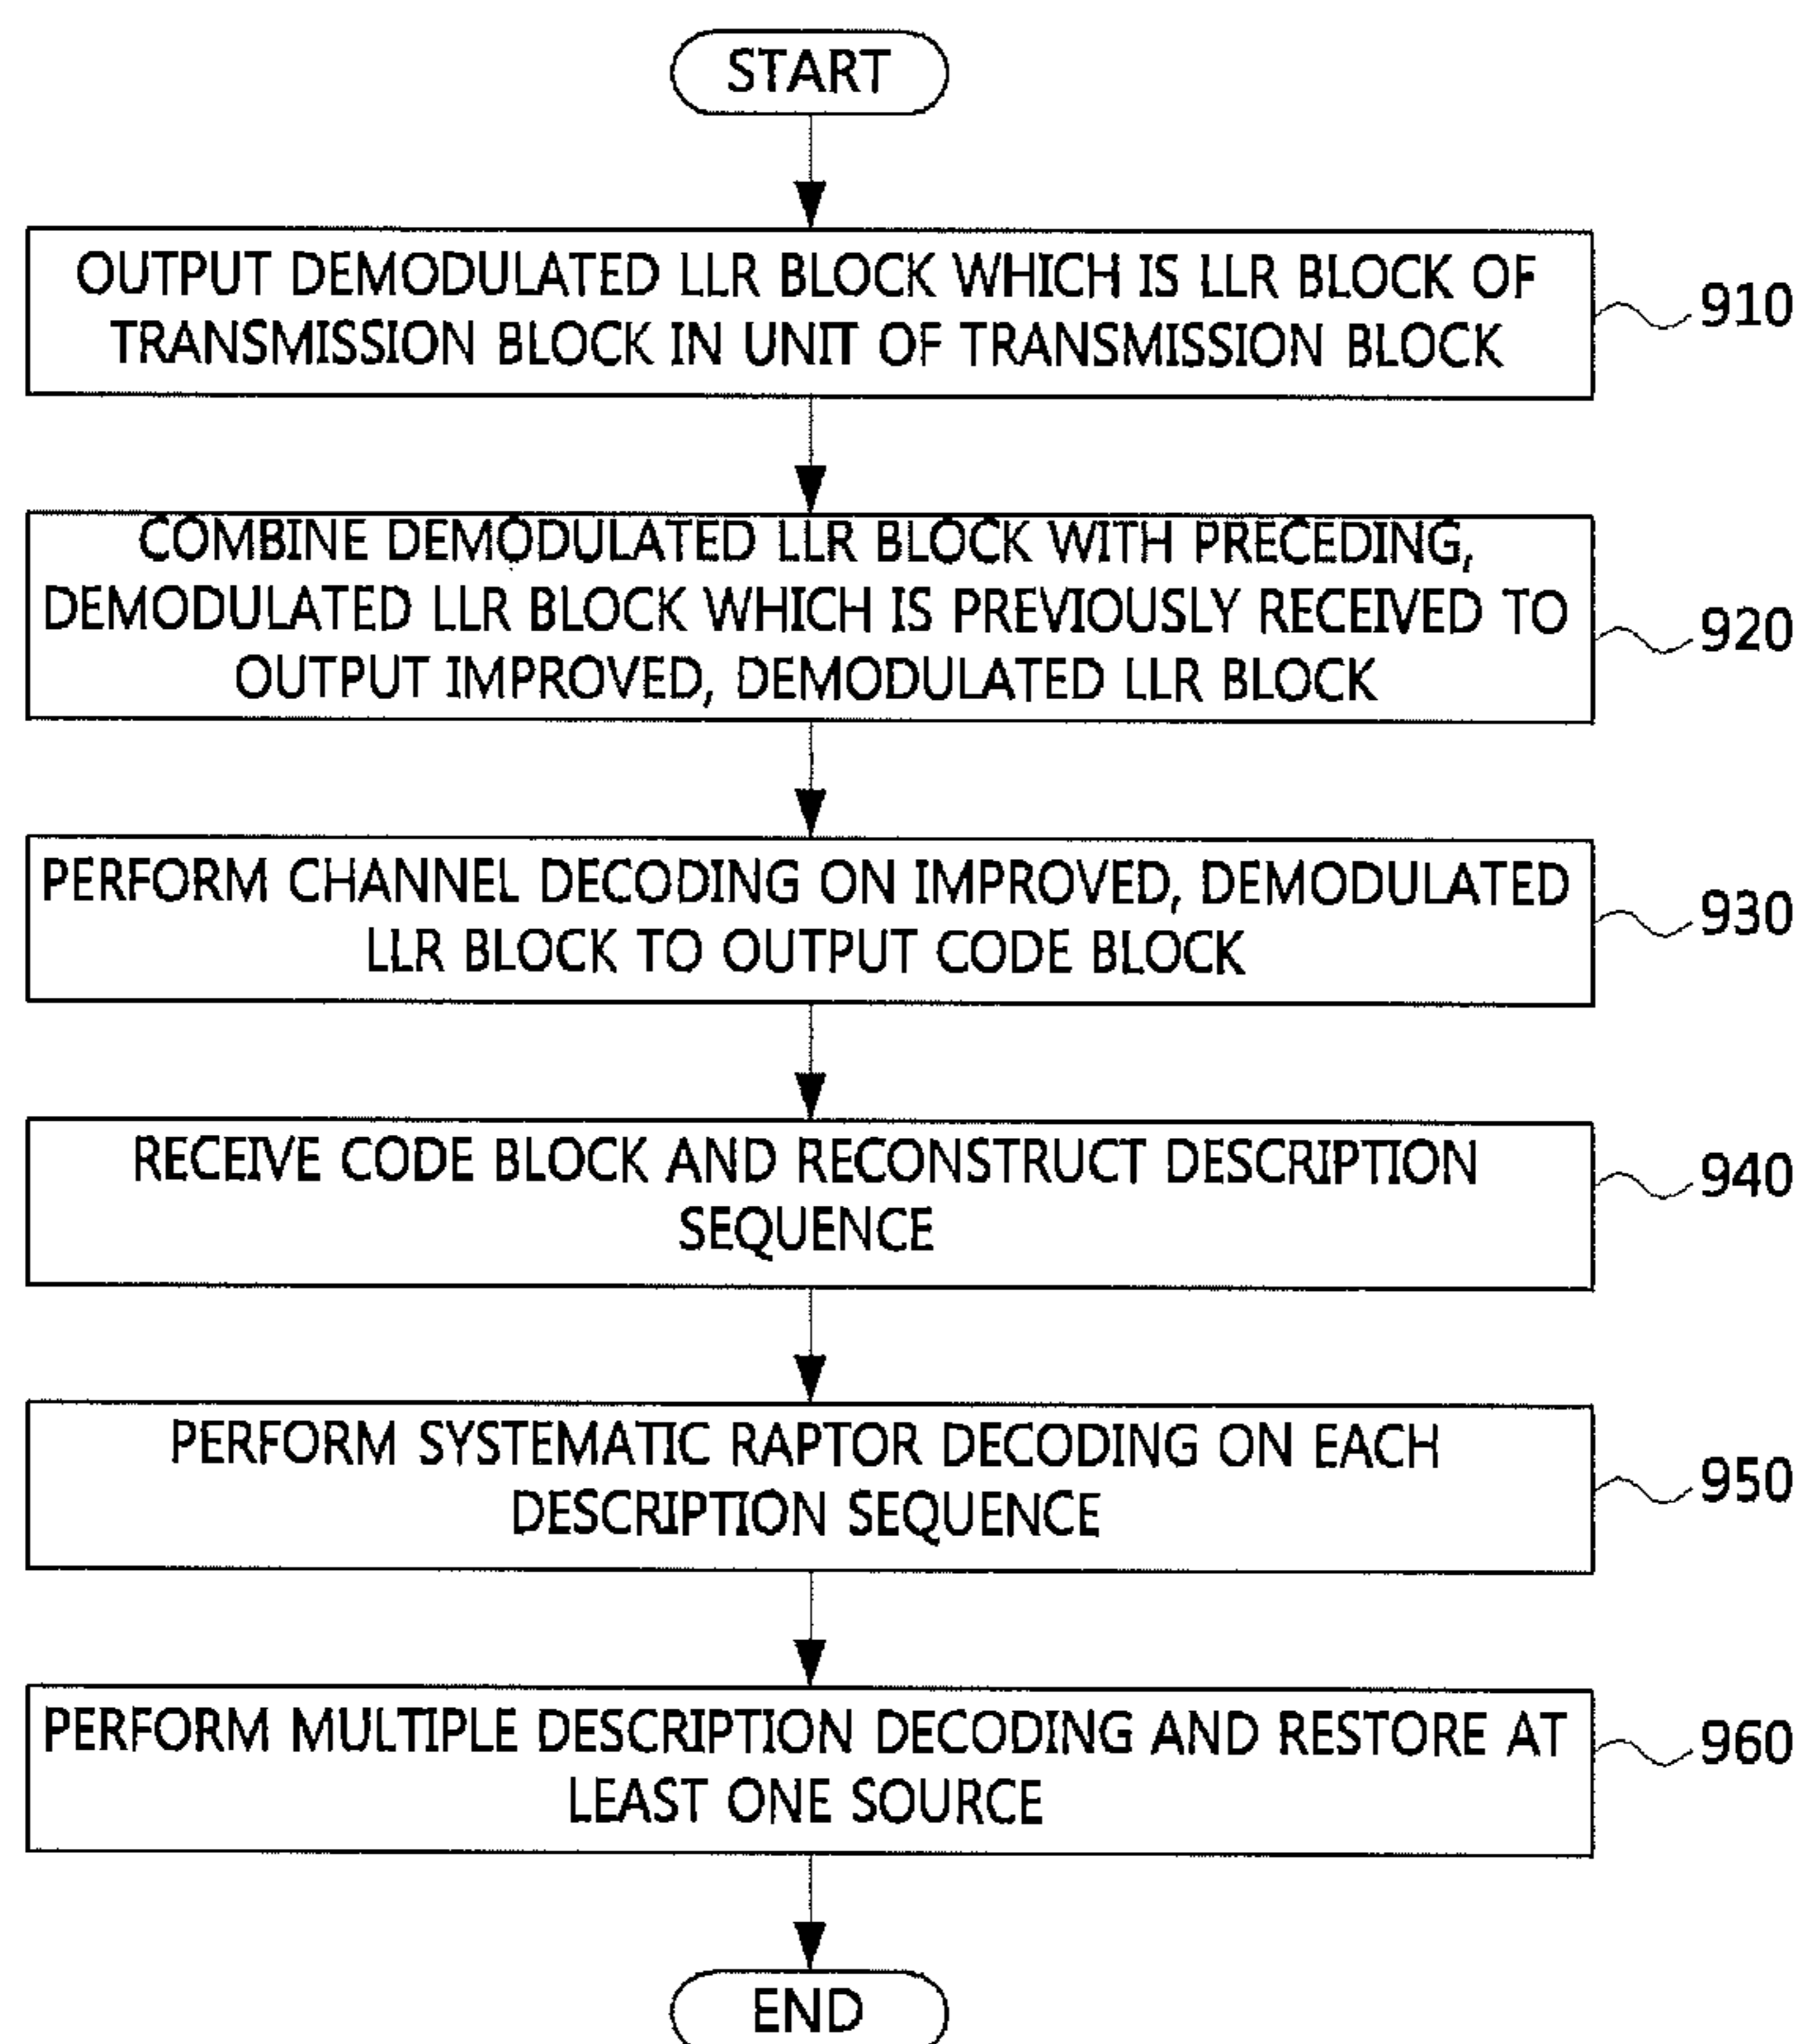 START
OUTPUT DEMODULATED LLR BLOCK WHICH IS LLR BLOCK OF
TRANSMISSION BLOCK IN UNIT OF TRANSMISSION BLOCK
910
COMBINE DEMODULATED LLR BLOCK WITH PRECEDING,
DEMODULATED LLR BLOCK WHICH IS PREVIOUSLY RECEIVED TO
OUTPUT IMPROVED, DEMODULATED LLR BLOCK
920
PERFORM CHANNEL DECODING ON IMPROVED, DEMODULATED
LLR BLOCK TO OUTPUT CODE BLOCK
930
RECEIVE CODE BLOCK AND RECONSTRUCT DESCRIPTION
SEQUENCE
940
PERFORM SYSTEMATIC RAPTOR DECODING ON EACH
DESCRIPTION SEQUENCE
950
PERFORM MULTIPLE DESCRIPTION DECODING AND RESTORE AT
LEAST ONE SOURCE
960
END